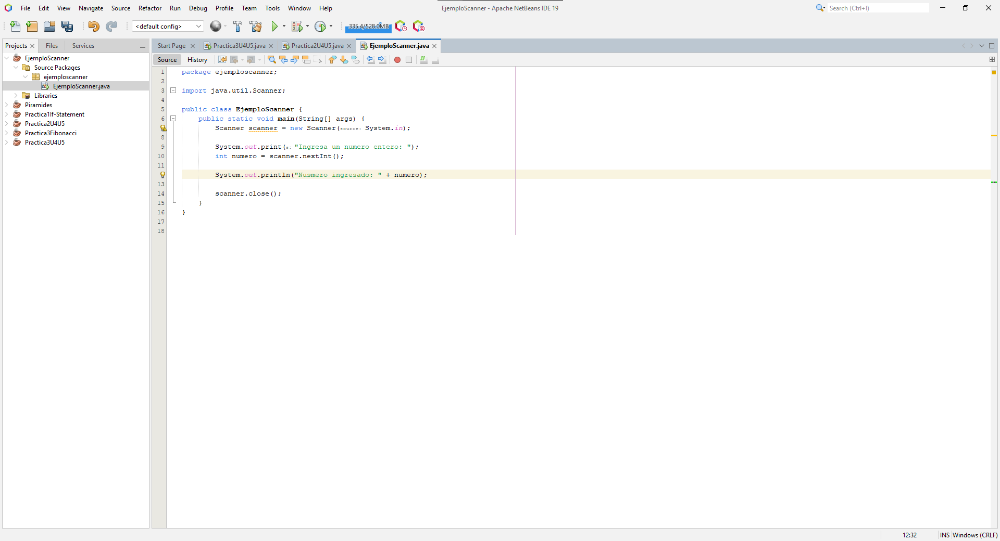 File Edit View Navigate Source Refactor Run Debug Profile Team Tools Window Help
EjemploScanner - Apache NetBeans IDE 19
Search (Ctrl+I)
<default config>
335.4/528.0MB
Projects Files Services
EjemploScanner
Source Packages
ejemploscanner
EjemploScanner.java
Libraries
Piramides
Practica1If-Statement
Practica2U4U5
Practica3Fibonacci
Practica3U4U5
Start Page Practica3U4U5.java Practica2U4U5.java EjemploScanner.java
Source History
1 package ejemploscanner;
2
3 import java.util.Scanner;
4
5 public class EjemploScanner {
6 public static void main(String[] args) {
Scanner scanner = new Scanner(source: System.in);
8
9 System.out.print(s: "Ingresa un numero entero: ");
10 int numero = scanner.nextInt();
11
System.out.println("Nusmero ingresado: " + numero);
13
14 scanner.close();
15 }
16 }
17
18
12:32 INS Windows (CRLF)